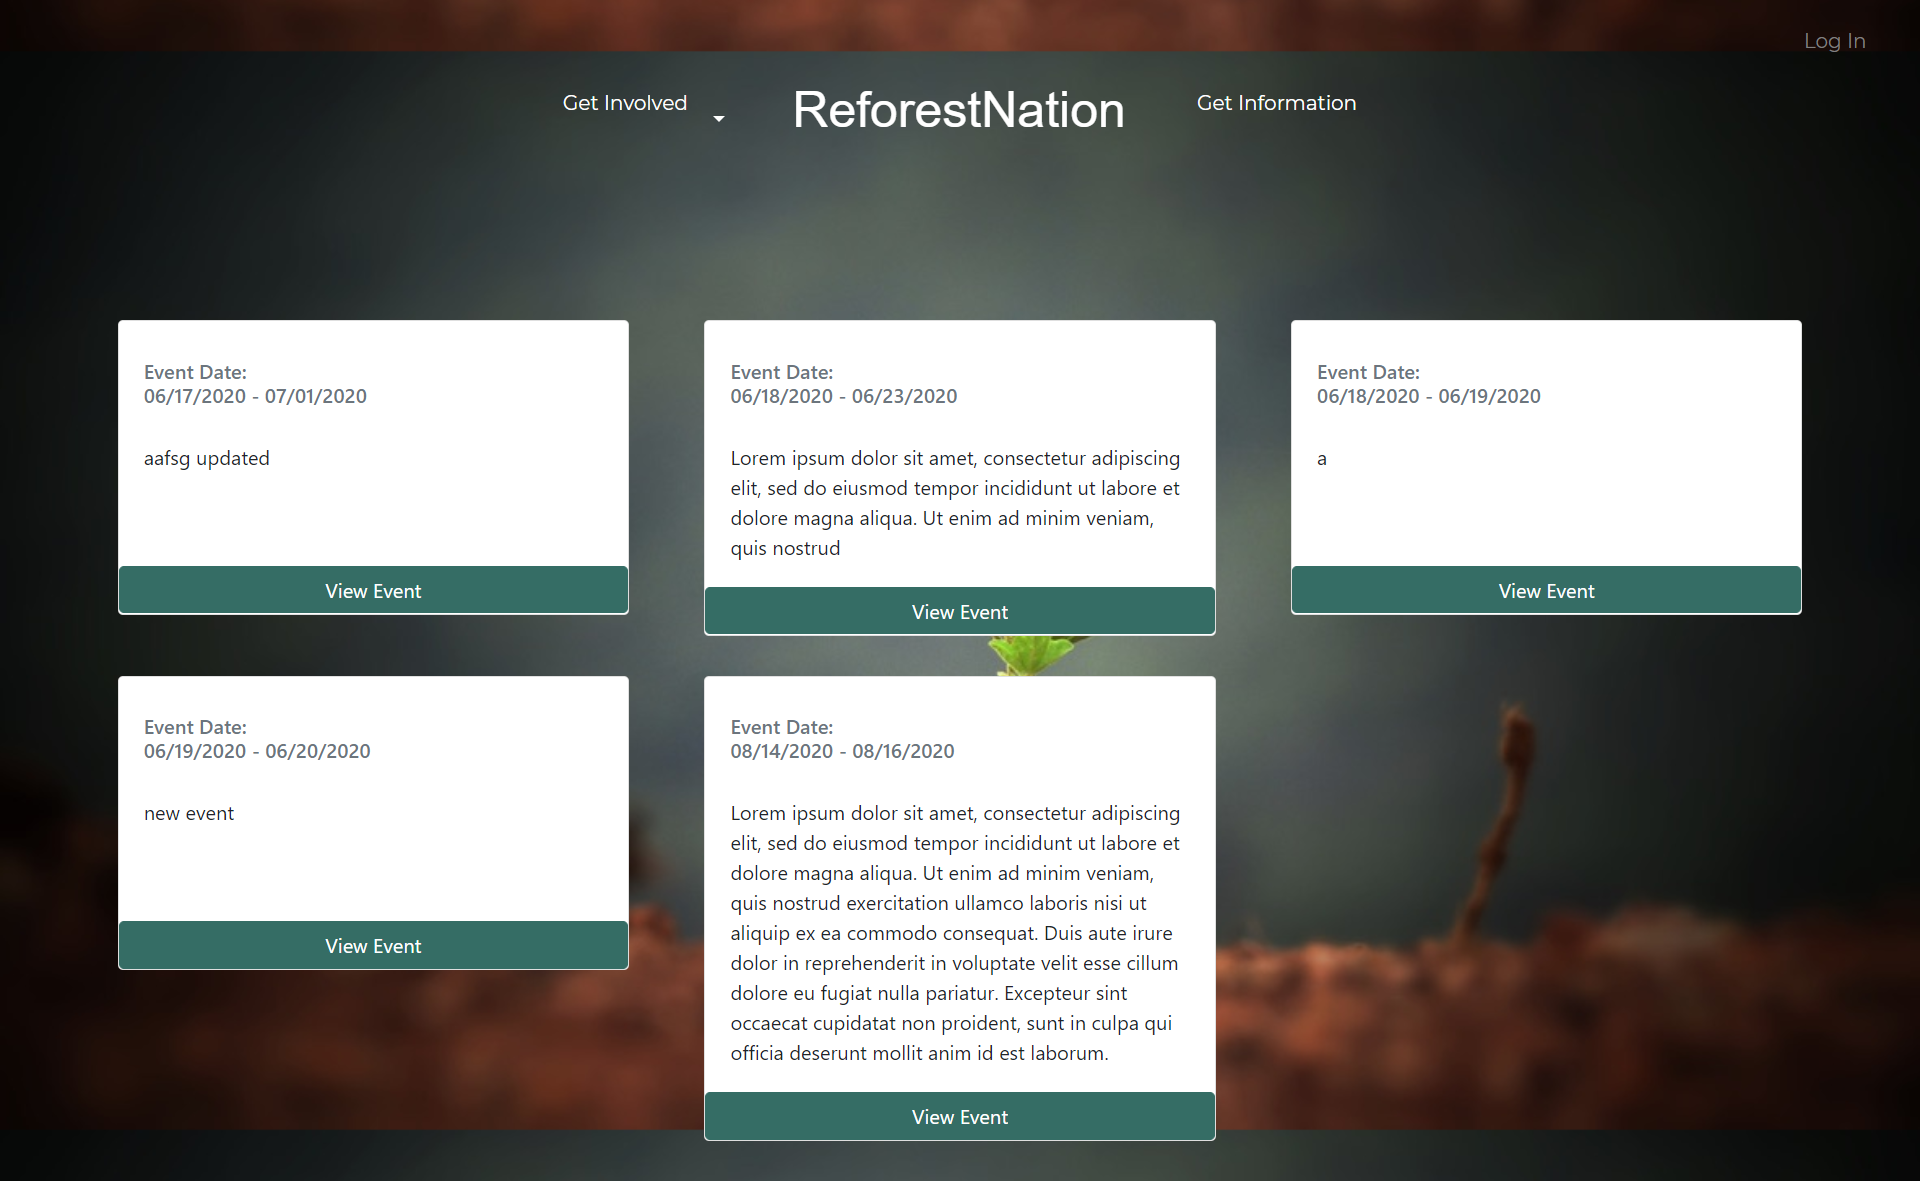 Log In
Get Involved
ReforestNation
Get Information
Event Date:
06/17/2020 - 07/01/2020
aafsg updated
View Event
Event Date:
06/18/2020 - 06/23/2020
Lorem ipsum dolor sit amet, consectetur adipiscing
elit, sed do eiusmod tempor incididunt ut labore et
dolore magna aliqua. Ut enim ad minim veniam,
quis nostrud
View Event
Event Date:
06/18/2020 - 06/19/2020
a
View Event
Event Date:
06/19/2020 - 06/20/2020
new event
View Event
Event Date:
08/14/2020 - 08/16/2020
Lorem ipsum dolor sit amet, consectetur adipiscing
elit, sed do eiusmod tempor incididunt ut labore et
dolore magna aliqua. Ut enim ad minim veniam,
quis nostrud exercitation ullamco laboris nisi ut
aliquip ex ea commodo consequat. Duis aute irure
dolor in reprehenderit in voluptate velit esse cillum
dolore eu fugiat nulla pariatur. Excepteur sint
occaecat cupidatat non proident, sunt in culpa qui
officia deserunt mollit anim id est laborum.
View Event